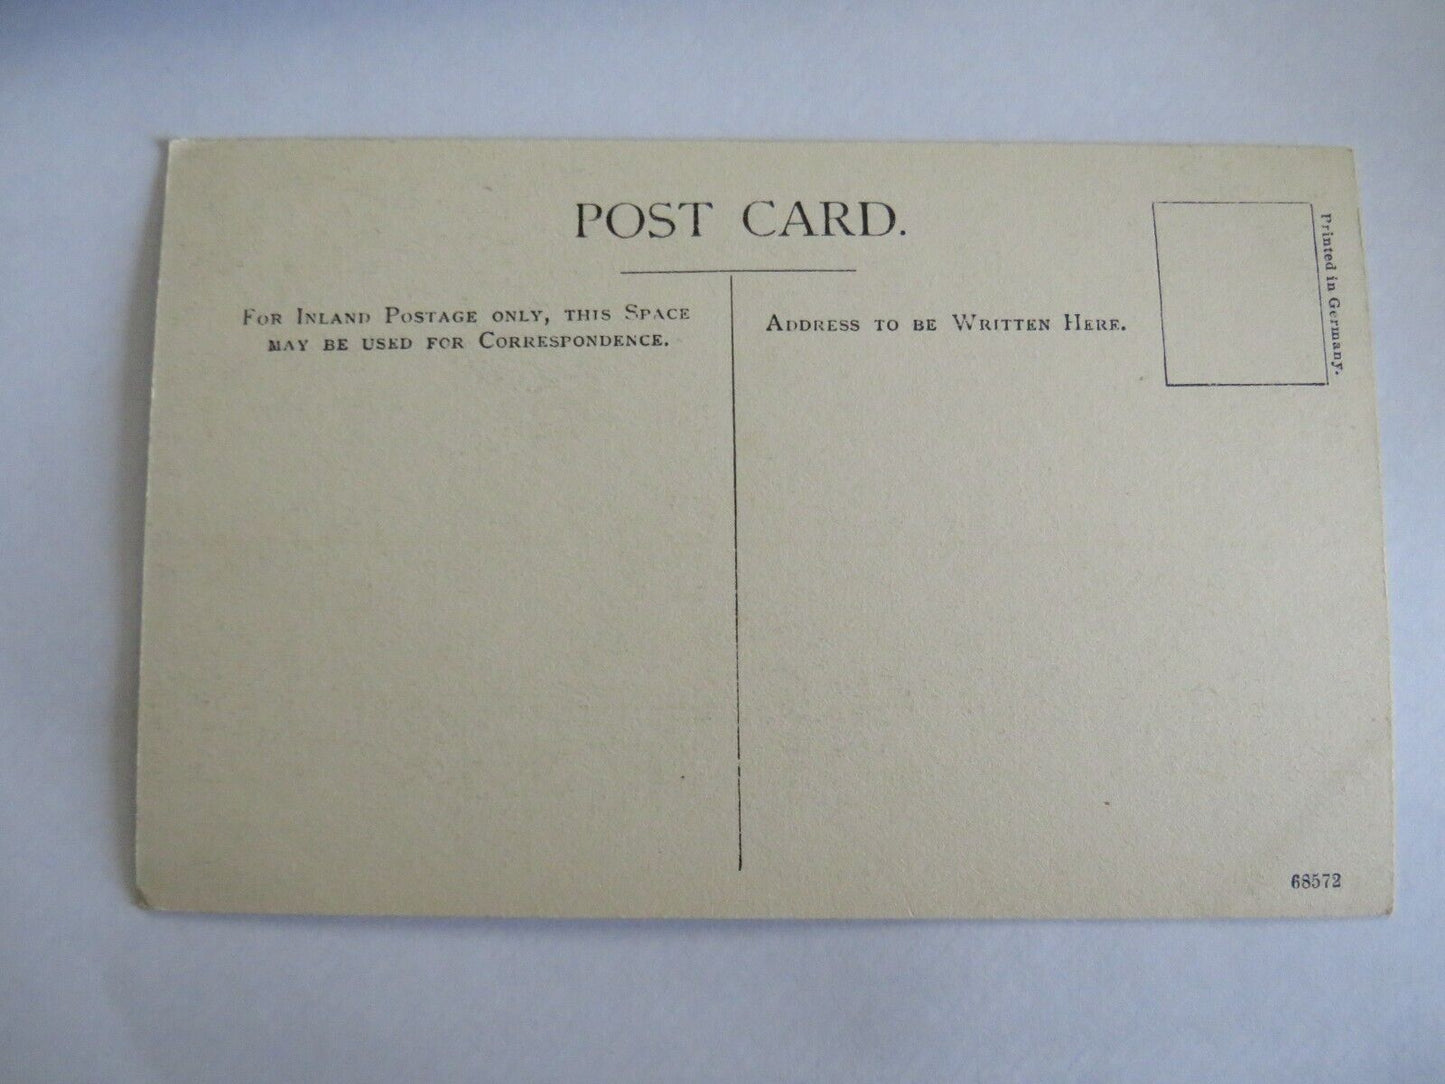 POST CARD.
FOR INLAND POSTAGE ONLY, THIS SPACE
MAY BE USED FOR CORRESPONDENCE.
ADDRESS TO BE WRITTEN HERE.
Printed in Germany.
68572